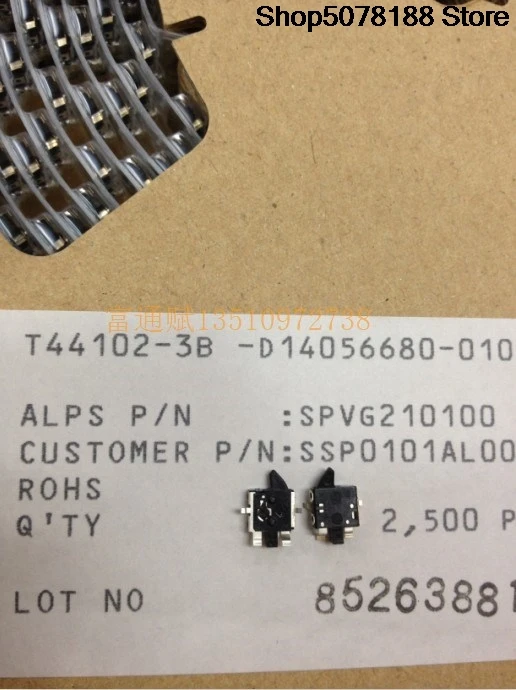 Shop5078188 Store
富通赋13510972738
T44102-3B -D14056680-010
ALPS P/N :SPVG210100
CUSTOMER P/N:SSP0101AL00
ROHS
Q'TY 2,500 P
LOT NO 85263881